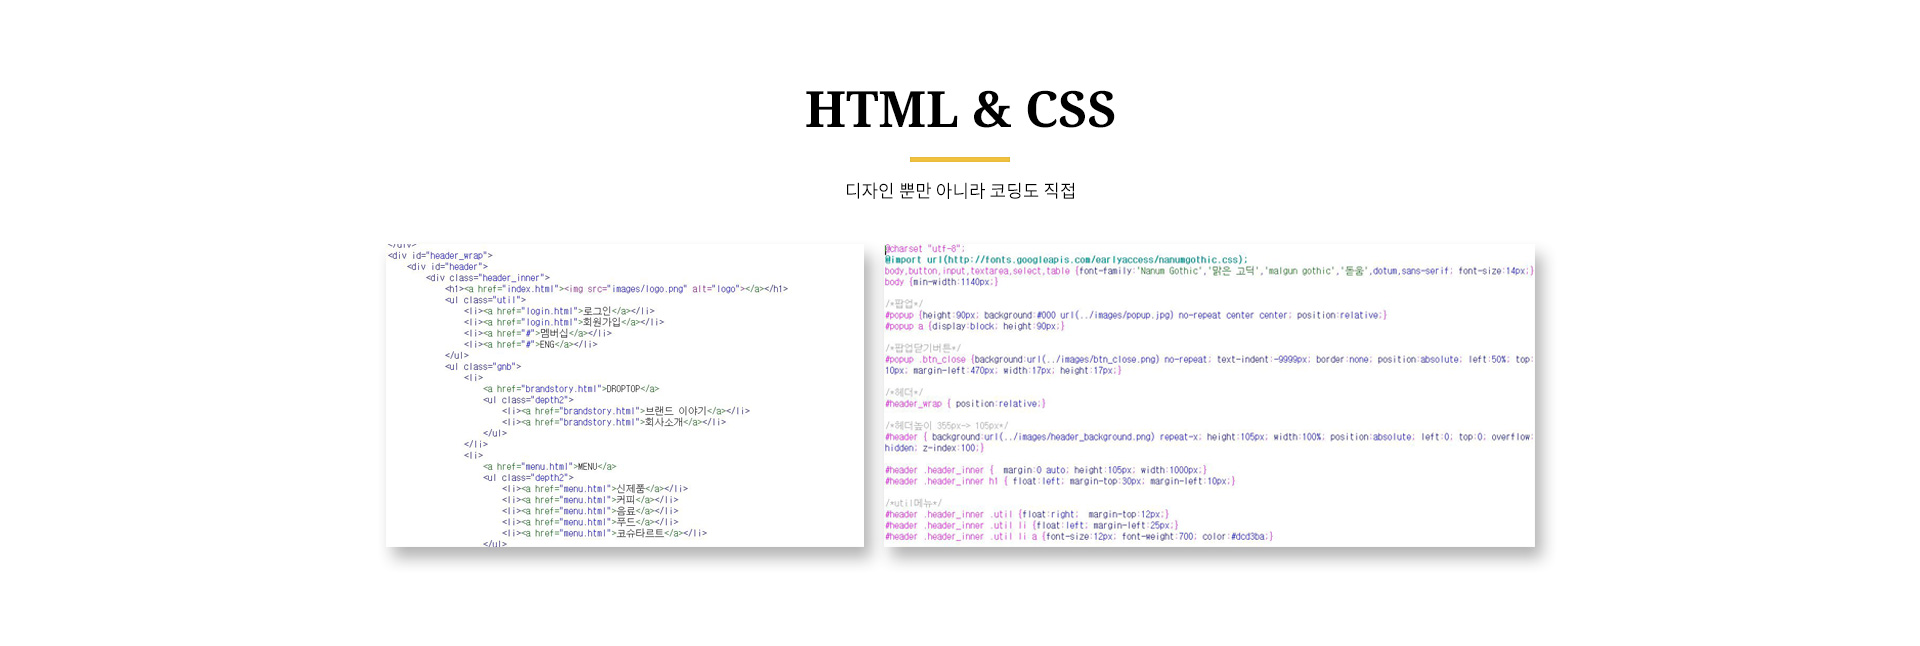 HTML & CSS
디자인 뿐만 아니라 코딩도 직접
</div>
<div id="header_wrap">
<div id="header">
<div class="header_inner">
<h1><a href="index.html"><img src="images/logo.png" alt="logo"></a></h1>
<ul class="util">
<li><a href="login.html">로그인</a></li>
<li><a href="login.html">회원가입</a></li>
<li><a href="#">멤버십</a></li>
<li><a href="#">ENG</a></li>
</ul>
<ul class="gnb">
<li>
<a href="brandstory.html">DROPTOP</a>
<ul class="depth2">
<li><a href="brandstory.html">브랜드 이야기</a></li>
<li><a href="brandstory.html">회사소개</a></li>
</ul>
</li>
<li>
<a href="menu.html">MENU</a>
<ul class="depth2">
<li><a href="menu.html">신제품</a></li>
<li><a href="menu.html">커피</a></li>
<li><a href="menu.html">음료</a></li>
<li><a href="menu.html">푸드</a></li>
<li><a href="menu.html">코슈타르트</a></li>
</ul>
@charset "utf-8";
@import url(http://fonts.googleapis.com/earlyaccess/nanumgothic.css);
body,button,input,textarea,select,table {font-family:'Nanum Gothic','맑은 고딕','malgun gothic','돋움',dotum,sans-serif; font-size:14px;}
body {min-width:1140px;}
/*팝업*/
#popup {height:90px; background:#000 url(../images/popup.jpg) no-repeat center center; position:relative;}
#popup a {display:block; height:90px;}
/*팝업닫기버튼*/
#popup .btn_close {background:url(../images/btn_close.png) no-repeat; text-indent:-9999px; border:none; position:absolute; left:50%; top:
10px; margin-left:470px; width:17px; height:17px;}
/*헤더*/
#header_wrap { position:relative;}
/*헤더높이 355px-> 105px*/
#header { background:url(../images/header_background.png) repeat-x; height:105px; width:100%; position:absolute; left:0; top:0; overflow:
hidden; z-index:100;}
#header .header_inner {  margin:0 auto; height:105px; width:1000px;}
#header .header_inner h1 { float:left; margin-top:30px; margin-left:10px;}
/*util메뉴*/
#header .header_inner .util {float:right;  margin-top:12px;}
#header .header_inner .util li {float:left; margin-left:25px;}
#header .header_inner .util li a {font-size:12px; font-weight:700; color:#dcd3ba;}